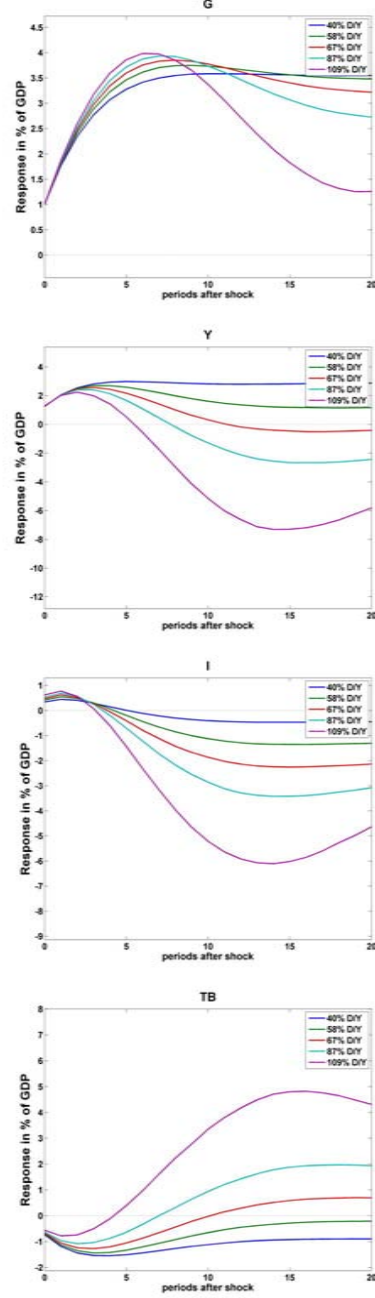 G
Response in % of GDP
4.5
4
3.5
3
2.5
2
1.5
1
0.5
0
40% D/Y
58% D/Y
67% D/Y
87% D/Y
109% D/Y
0 5 10 15 20
periods after shock
Y
Response in % of GDP
4
2
0
-2
-4
-6
-8
-10
-12
40% D/Y
58% D/Y
67% D/Y
87% D/Y
109% D/Y
0 5 10 15 20
periods after shock
I
Response in % of GDP
1
0
-1
-2
-3
-4
-5
-6
-7
-8
-9
40% D/Y
58% D/Y
67% D/Y
87% D/Y
109% D/Y
0 5 10 15 20
periods after shock
TB
Response in % of GDP
8
7
6
5
4
3
2
1
0
-1
-2
40% D/Y
58% D/Y
67% D/Y
87% D/Y
109% D/Y
0 5 10 15 20
periods after shock